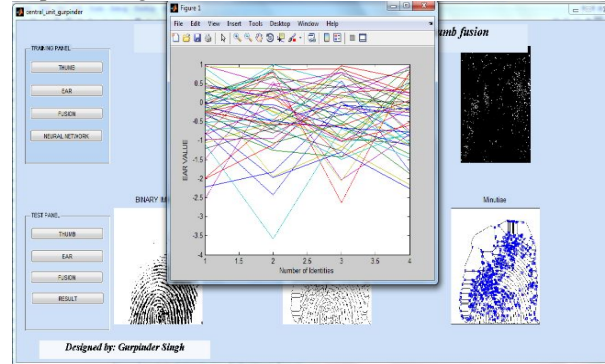 central_unit_gurpinder
Figure 1
File Edit View Insert Tools Desktop Window Help
umb fusion
TRAINING PANEL
THUMB
EAR
FUSION
NEURAL NETWORK
TEST PANEL
THUMB
EAR
FUSION
RESULT
1
0.5
0
-0.5
-1
-1.5
-2
-2.5
-3
-3.5
-4
EAR VALUE
1 1.5 2 2.5 3 3.5 4
Number of Identities
BINARY IM
Minutiae
Designed by: Gurpinder Singh